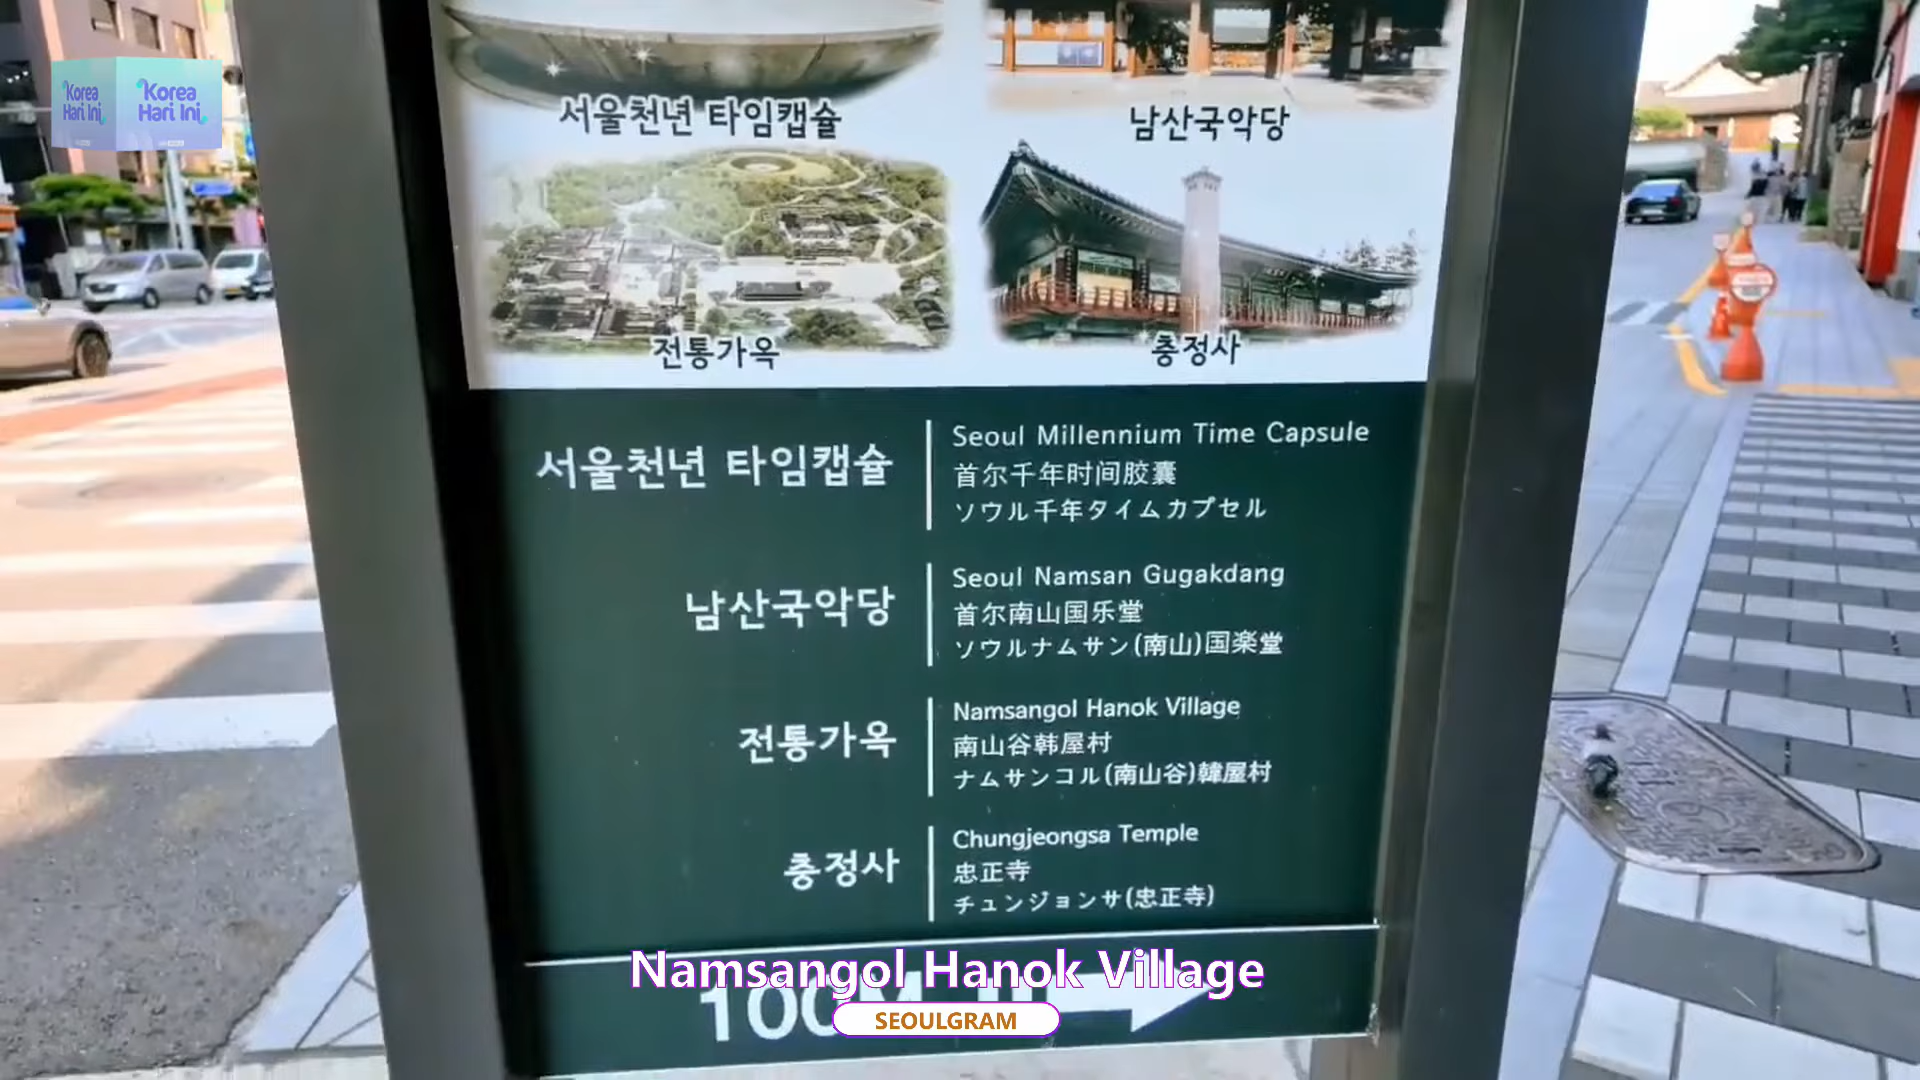 Korea
Hari Ini
Korea
Hari Ini
서울천년 타임캡슐
남산국악당
전통가옥
충정사
서울천년 타임캡슐
Seoul Millennium Time Capsule
首尔千年时间胶囊
ソウル千年タイムカプセル
남산국악당
Seoul Namsan Gugakdang
首尔南山国乐堂
ソウルナムサン(南山)国楽堂
전통가옥
Namsangol Hanok Village
南山谷韩屋村
ナムサンコル(南山谷)韓屋村
충정사
Chungjeongsa Temple
忠正寺
チュンジョンサ(忠正寺)
100M
Namsangol Hanok Village
SEOULGRAM